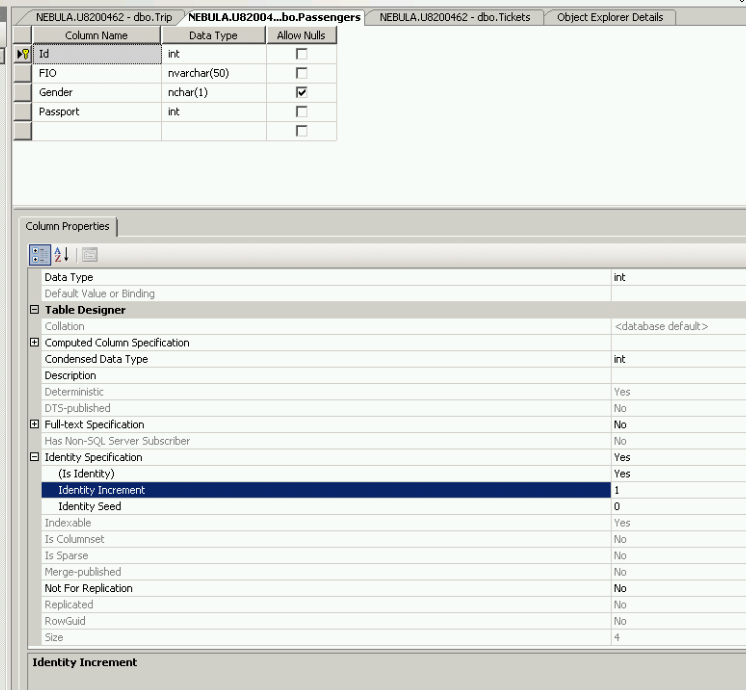 NEBULA.U8200462 - dbo.Trip NEBULA.U82004...bo.Passengers NEBULA.U8200462 - dbo.Tickets Object Explorer Details
Column Name Data Type Allow Nulls
Id int
FIO nvarchar(50)
Gender nchar(1)
Passport int
Column Properties
Data Type int
Default Value or Binding
Table Designer
Collation <database default>
Computed Column Specification
Condensed Data Type int
Description
Deterministic Yes
DTS-published No
Full-text Specification No
Has Non-SQL Server Subscriber No
Identity Specification Yes
(Is Identity) Yes
Identity Increment 1
Identity Seed 0
Indexable Yes
Is Columnset No
Is Sparse No
Merge-published No
Not For Replication No
Replicated No
RowGuid No
Size 4
Identity Increment